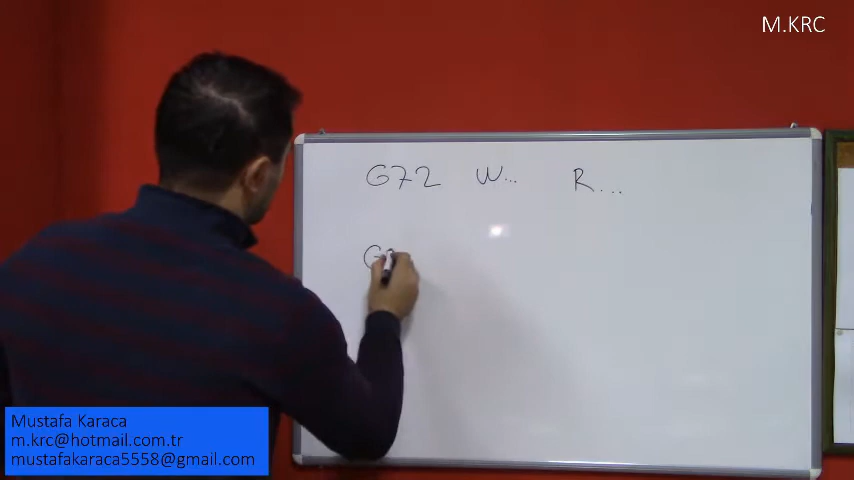 M.KRC
G72 W... R...
G
Mustafa Karaca
m.krc@hotmail.com.tr
mustafakaraca5558@gmail.com